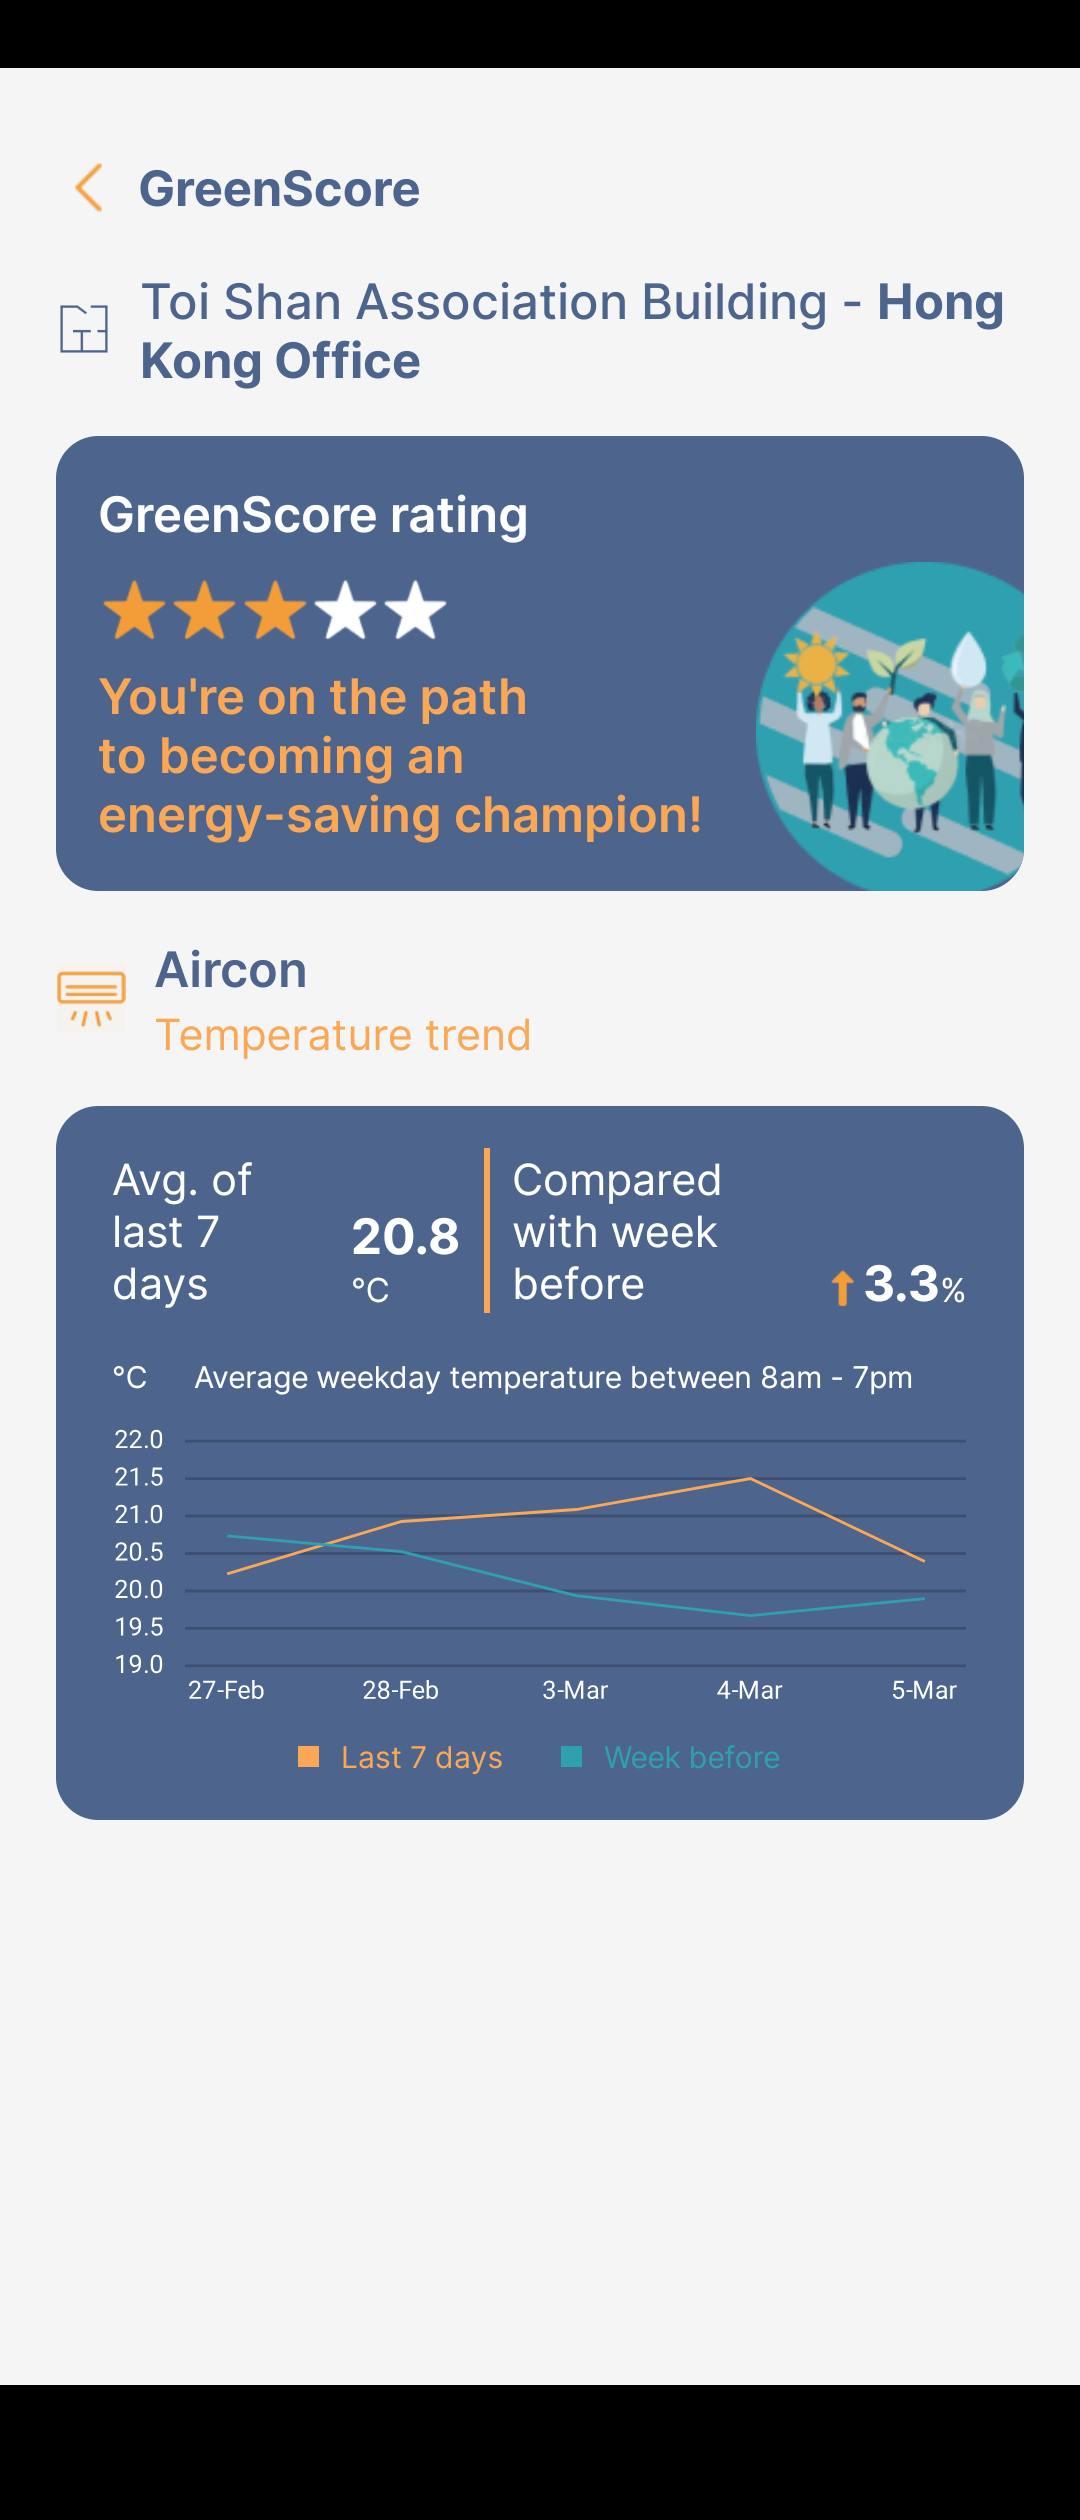 GreenScore
Toi Shan Association Building - Hong
Kong Office
GreenScore rating
You're on the path
to becoming an
energy-saving champion!
Aircon
Temperature trend
Avg. of
last 7
days
20.8
°C
Compared
with week
before
3.3%
°C Average weekday temperature between 8am - 7pm
22.0
21.5
21.0
20.5
20.0
19.5
19.0
27-Feb 28-Feb 3-Mar 4-Mar 5-Mar
Last 7 days Week before